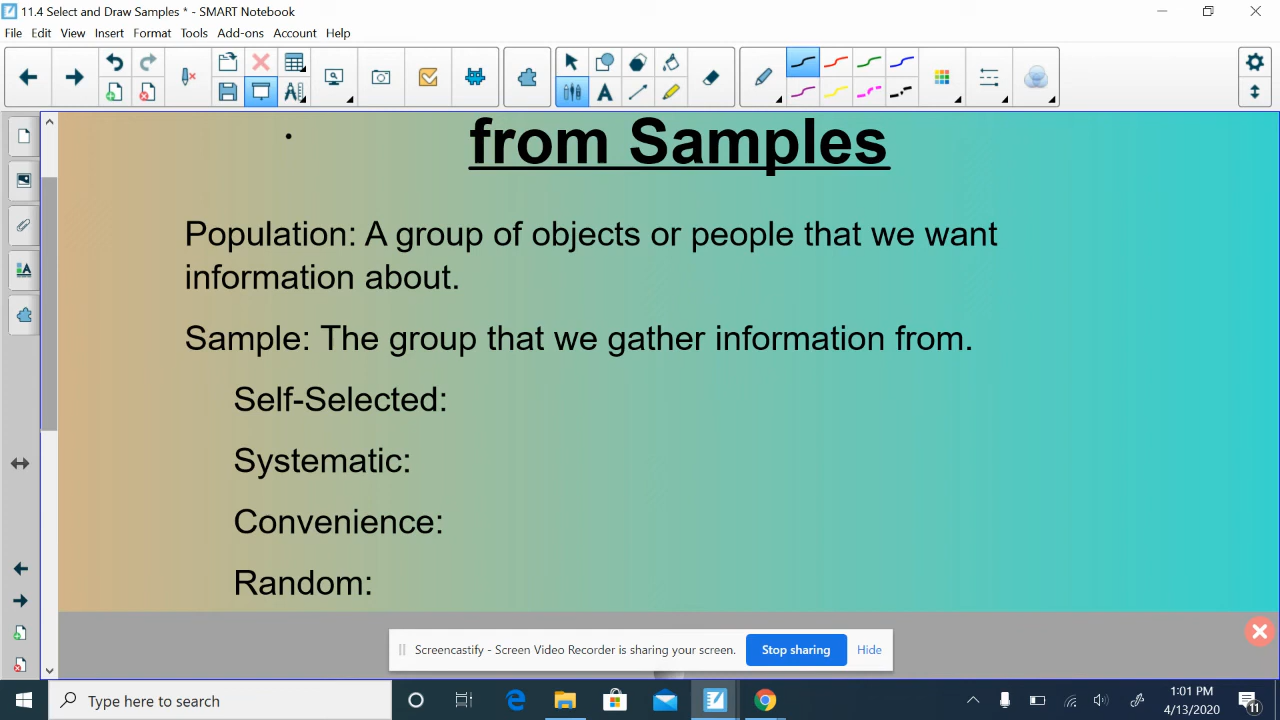 11.4 Select and Draw Samples * - SMART Notebook
File Edit View Insert Format Tools Add-ons Account Help
from Samples
Population: A group of objects or people that we want
information about.
Sample: The group that we gather information from.
Self-Selected:
Systematic:
Convenience:
Random:
Screencastify - Screen Video Recorder is sharing your screen. Stop sharing Hide
Type here to search
1:01 PM
4/13/2020
11